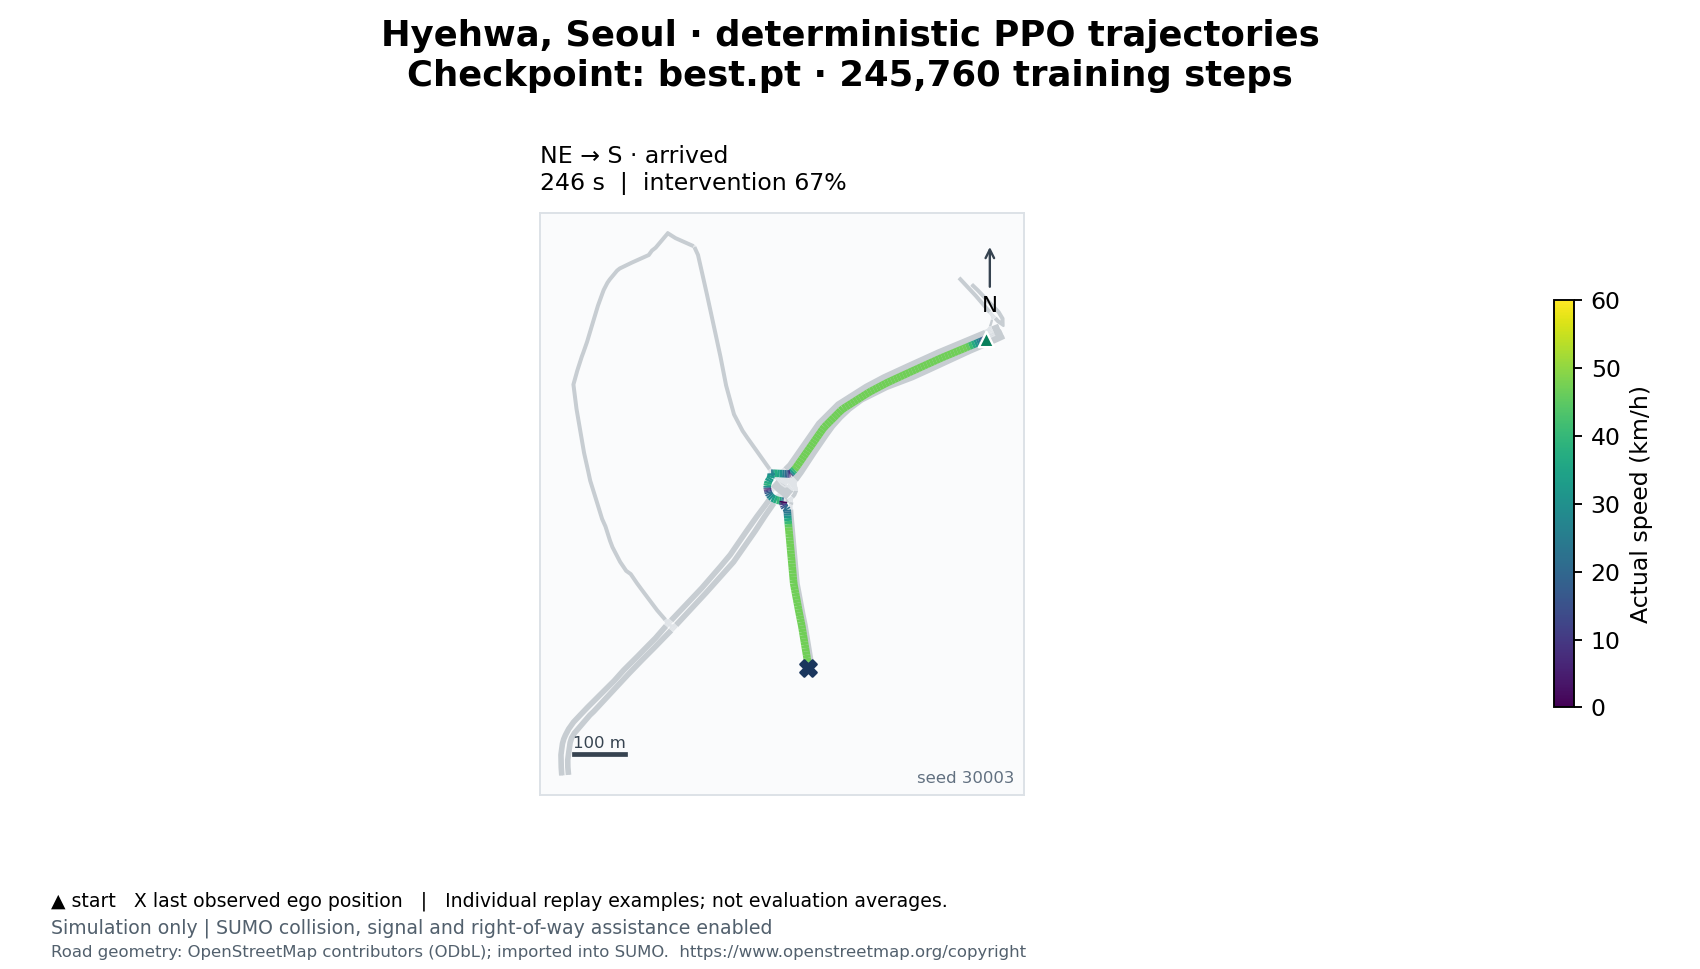 Hyehwa, Seoul · deterministic PPO trajectories
Checkpoint: best.pt · 245,760 training steps
NE → S · arrived
246 s | intervention 67%
N
100 m
seed 30003
60
50
40
30
20
10
0
Actual speed (km/h)
▲ start X last observed ego position | Individual replay examples; not evaluation averages.
Simulation only | SUMO collision, signal and right-of-way assistance enabled
Road geometry: OpenStreetMap contributors (ODbL); imported into SUMO. https://www.openstreetmap.org/copyright